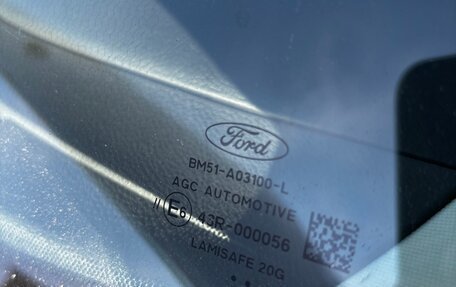 Ford
BM51-A03100-L
AGC AUTOMOTIVE
// E6 43R-000056
LAMISAFE 20G